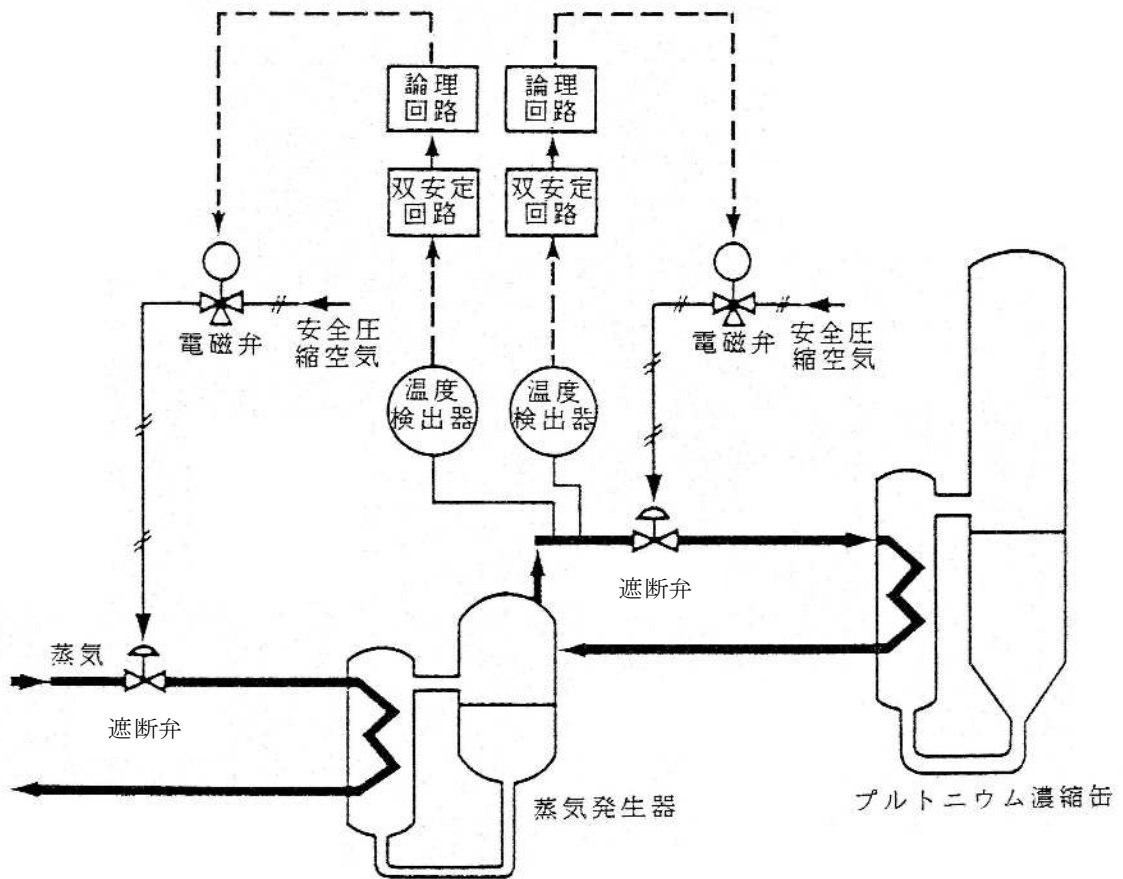 論理
回路
論理
回路
双安定
回路
双安定
回路
電磁弁
安全圧
縮空気
電磁弁
安全圧
縮空気
温度
検出器
温度
検出器
遮断弁
蒸気
遮断弁
蒸気発生器
プルトニウム濃縮缶